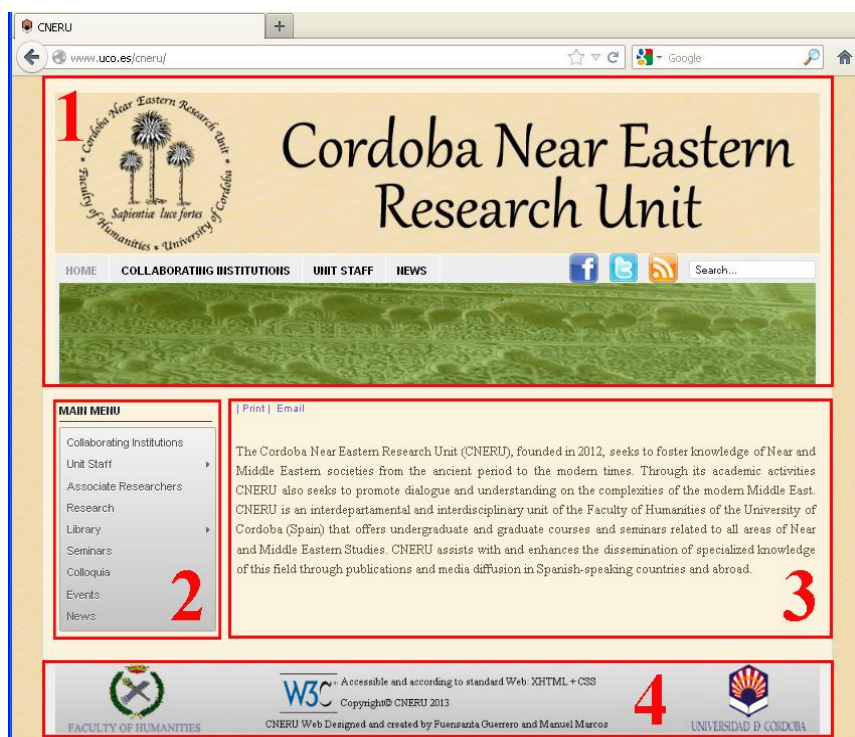 CNERU
+
www.uco.es/cneru/
Google
1
Cordoba Near Eastern Research Unit
Faculty of Humanities * University of Cordoba
Sapientia luce fortes
Cordoba Near Eastern
Research Unit
HOME COLLABORATING INSTITUTIONS UNIT STAFF NEWS
Search...
MAIN MENU
Collaborating Institutions
Unit Staff
Associate Researchers
Research
Library
Seminars
Colloquia
Events
News
2
| Print | Email
The Cordoba Near Eastern Research Unit (CNERU), founded in 2012, seeks to foster knowledge of Near and
Middle Eastern societies from the ancient period to the modern times. Through its academic activities
CNERU also seeks to promote dialogue and understanding on the complexities of the modern Middle East.
CNERU is an interdepartamental and interdisciplinary unit of the Faculty of Humanities of the University of
Cordoba (Spain) that offers undergraduate and graduate courses and seminars related to all areas of Near
and Middle Eastern Studies. CNERU assists with and enhances the dissemination of specialized knowledge
of this field through publications and media diffusion in Spanish-speaking countries and abroad.
3
FACULTY OF HUMANITIES
W3C
Accessible and according to standard Web: XHTML + CSS
Copyright© CNERU 2013
CNERU Web Designed and created by Fuensanta Guerrero and Manuel Marcos
4
UNIVERSIDAD Ð CORDOBA